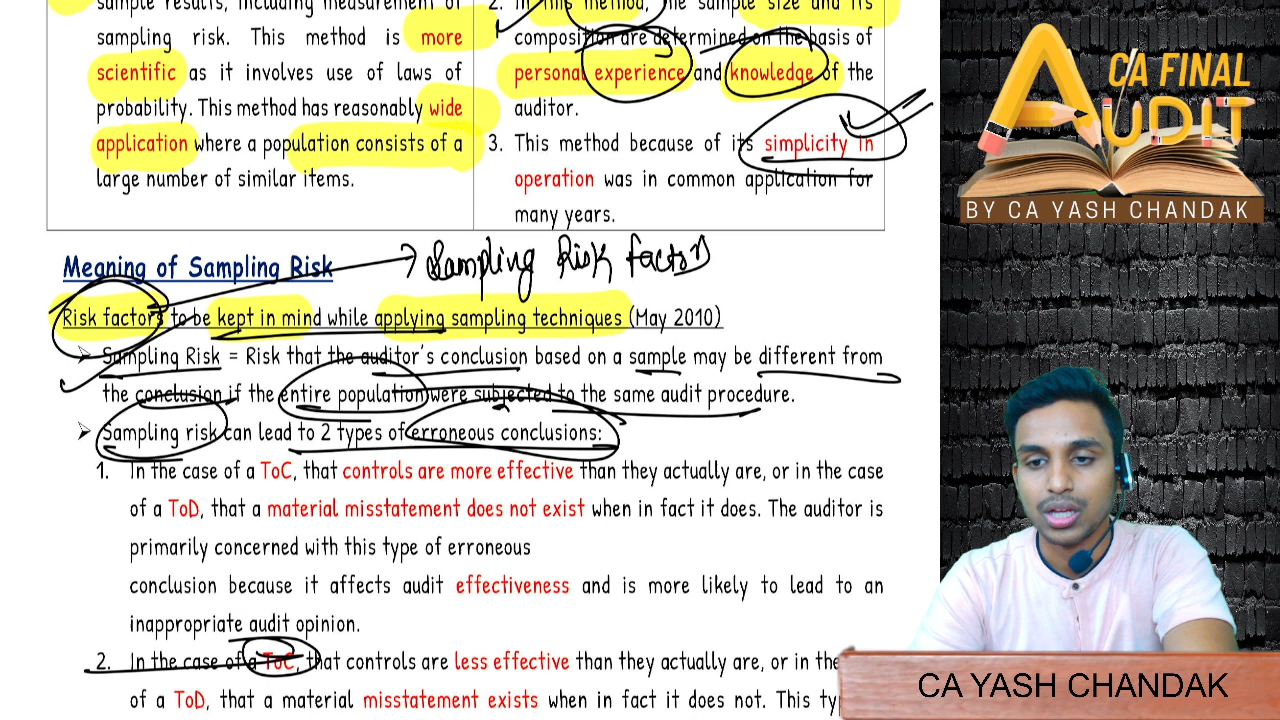 sample results, including measurement of
sampling risk. This method is more
scientific as it involves use of laws of
probability. This method has reasonably wide
application where a population consists of a
large number of similar items.
2. In this method, the sample size and its
composition are determined on the basis of
personal experience and knowledge of the
auditor.
3. This method because of its simplicity in
operation was in common application for
many years.
Meaning of Sampling Risk
Sampling Risk factors
Risk factors to be kept in mind while applying sampling techniques (May 2010)
➢ Sampling Risk = Risk that the auditor's conclusion based on a sample may be different from
the conclusion if the entire population were subjected to the same audit procedure.
➢ Sampling risk can lead to 2 types of erroneous conclusions:
1. In the case of a ToC, that controls are more effective than they actually are, or in the case
of a ToD, that a material misstatement does not exist when in fact it does. The auditor is
primarily concerned with this type of erroneous
conclusion because it affects audit effectiveness and is more likely to lead to an
inappropriate audit opinion.
2. In the case of a ToC, that controls are less effective than they actually are, or in the
of a ToD, that a material misstatement exists when in fact it does not. This
CA FINAL
AUDIT
BY CA YASH CHANDAK
CA YASH CHANDAK